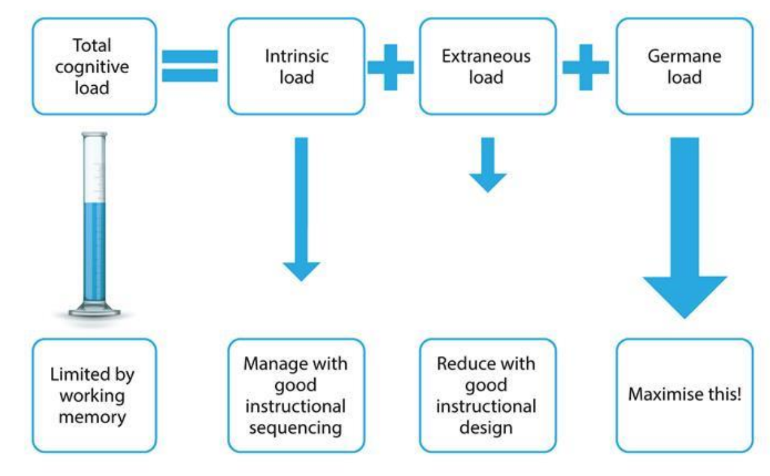 Total
cognitive
load
Intrinsic
load
Extraneous
load
Germane
load
Limited by
working
memory
Manage with
good
instructional
sequencing
Reduce with
good
instructional
design
Maximise this!